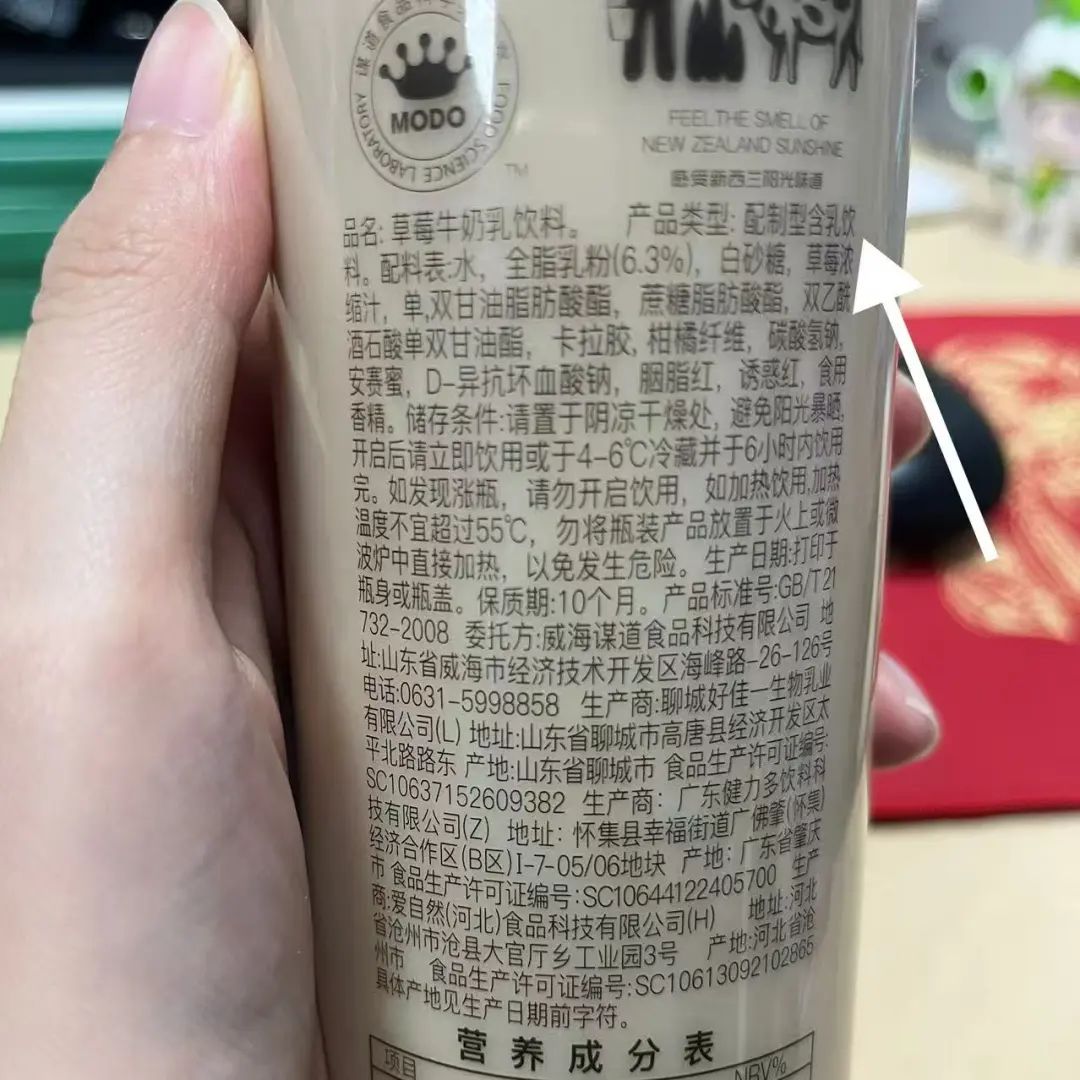 谋道食品科学
MODO
FOOD SCIENCE LABORATORY
TM
FEEL THE SMELL OF
NEW ZEALAND SUNSHINE
感受新西兰阳光味道
品名: 草莓牛奶乳饮料。 产品类型: 配制型含乳饮
料。配料表:水, 全脂乳粉(6.3%), 白砂糖, 草莓浓
缩汁, 单,双甘油脂肪酸酯, 蔗糖脂肪酸酯, 双乙酰
酒石酸单双甘油酯, 卡拉胶, 柑橘纤维, 碳酸氢钠,
安赛蜜, D-异抗坏血酸钠, 胭脂红, 诱惑红, 食用
香精。储存条件:请置于阴凉干燥处, 避免阳光暴晒,
开启后请立即饮用或于4-6℃冷藏并于6小时内饮用
完。如发现涨瓶, 请勿开启饮用, 如加热饮用,加热
温度不宜超过55℃, 勿将瓶装产品放置于火上或微
波炉中直接加热, 以免发生危险。 生产日期:打印于
瓶身或瓶盖。保质期:10个月。产品标准号:GB/T21
732-2008 委托方:威海谋道食品科技有限公司 地
址:山东省威海市经济技术开发区海峰路-26-126号
电话:0631-5998858 生产商:聊城好佳一生物乳业
有限公司(L) 地址:山东省聊城市高唐县经济开发区太
平北路路东 产地:山东省聊城市 食品生产许可证编号:
SC10637152609382 生产商: 广东健力多饮料科
技有限公司(Z) 地址: 怀集县幸福街道广佛肇(怀集)
经济合作区(B区)I-7-05/06地块 产地: 广东省肇庆
市 食品生产许可证编号:SC10644122405700 生产
商:爱自然(河北)食品科技有限公司(H) 地址:河北
省沧州市沧县大官厅乡工业园3号 产地:河北省沧
州市 食品生产许可证编号:SC10613092102865
具体产地见生产日期前字符。
营养成分表
项目 NRV%